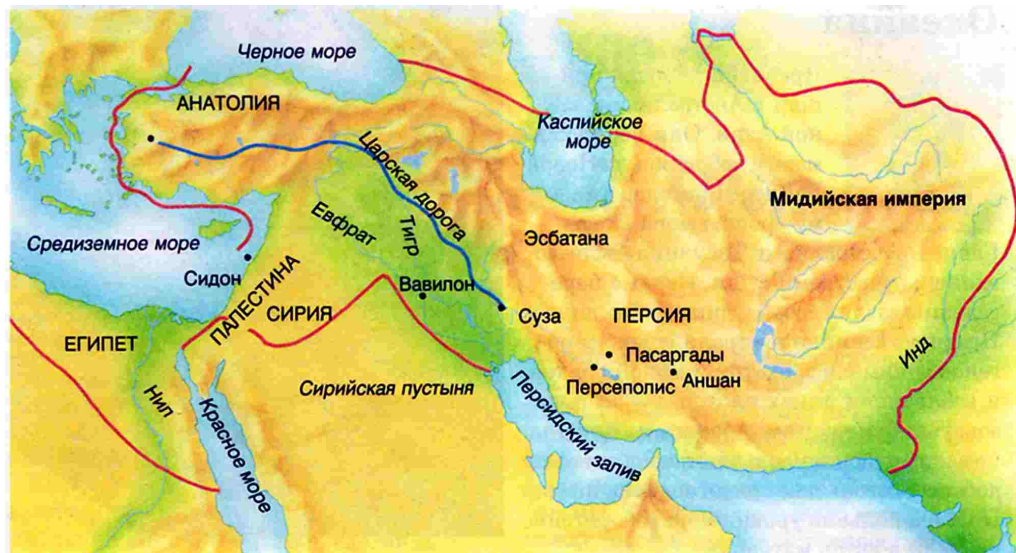 Черное море
АНАТОЛИЯ
Каспийское
море
Царская дорога
Мидийская империя
Евфрат
Тигр
Эсбатана
Средиземное море
Сидон
ПАЛЕСТИНА
Вавилон
СИРИЯ
Суза
ПЕРСИЯ
ЕГИПЕТ
Пасаргады
Инд
Персеполис
Аншан
Сирийская пустыня
Нил
Красное море
Персидский залив